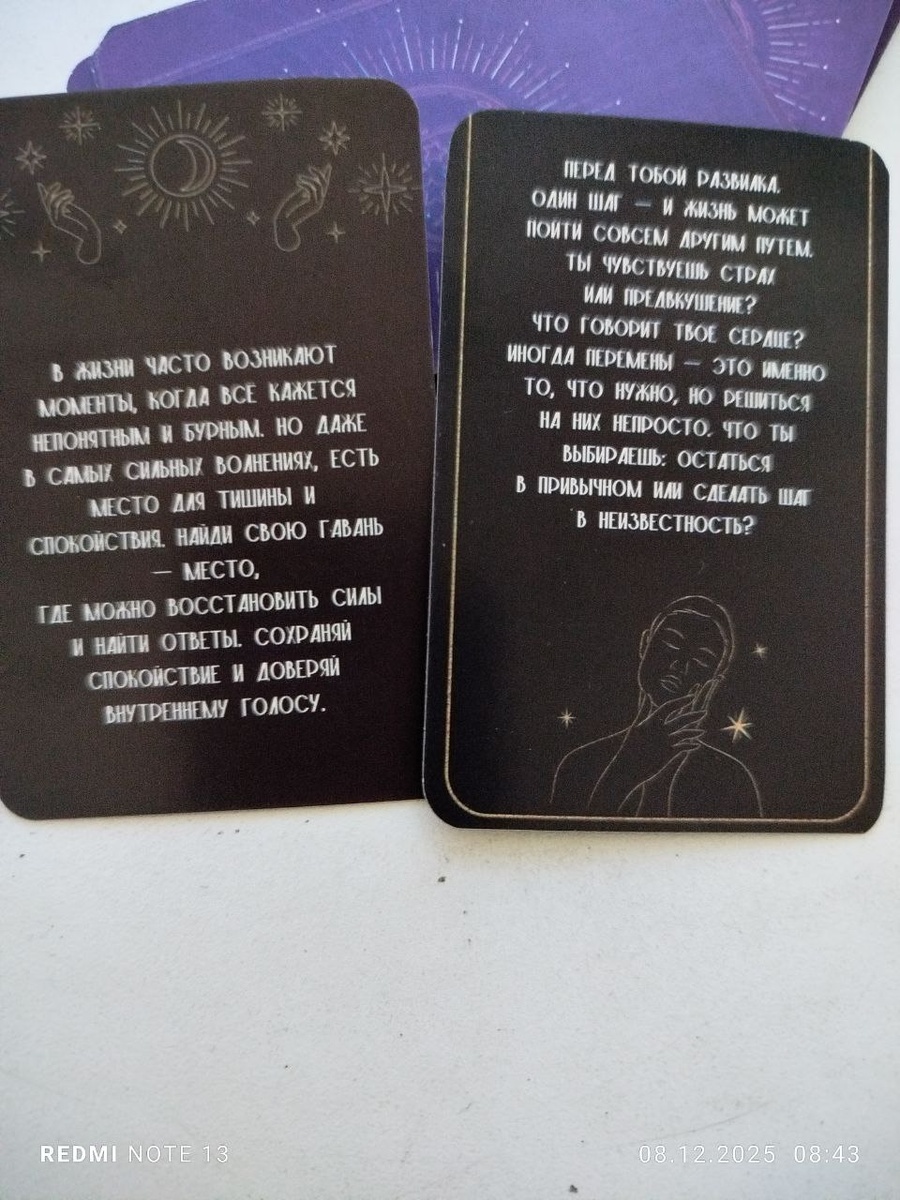 В ЖИЗНИ ЧАСТО ВОЗНИКАЮТ
МОМЕНТЫ, КОГДА ВСЕ КАЖЕТСЯ
НЕПОНЯТНЫМ И БУРНЫМ. НО ДАЖЕ
В САМЫХ СИЛЬНЫХ ВОЛНЕНИЯХ, ЕСТЬ
МЕСТО ДЛЯ ТИШИНЫ И
СПОКОЙСТВИЯ. НАЙДИ СВОЮ ГАВАНЬ
— МЕСТО,
ГДЕ МОЖНО ВОССТАНОВИТЬ СИЛЫ
И НАЙТИ ОТВЕТЫ. СОХРАНЯЙ
СПОКОЙСТВИЕ И ДОВЕРЯЙ
ВНУТРЕННЕМУ ГОЛОСУ.
ПЕРЕД ТОБОЙ РАЗВИЛКА.
ОДИН ШАГ — И ЖИЗНЬ МОЖЕТ
ПОЙТИ СОВСЕМ ДРУГИМ ПУТЕМ.
ТЫ ЧУВСТВУЕШЬ СТРАХ
ИЛИ ПРЕДВКУШЕНИЕ?
ЧТО ГОВОРИТ ТВОЕ СЕРДЦЕ?
ИНОГДА ПЕРЕМЕНЫ — ЭТО ИМЕННО
ТО, ЧТО НУЖНО, НО РЕШИТЬСЯ
НА НИХ НЕПРОСТО. ЧТО ТЫ
ВЫБИРАЕШЬ: ОСТАТЬСЯ
В ПРИВЫЧНОМ ИЛИ СДЕЛАТЬ ШАГ
В НЕИЗВЕСТНОСТЬ?
REDMI NOTE 13
08.12.2025 08:43